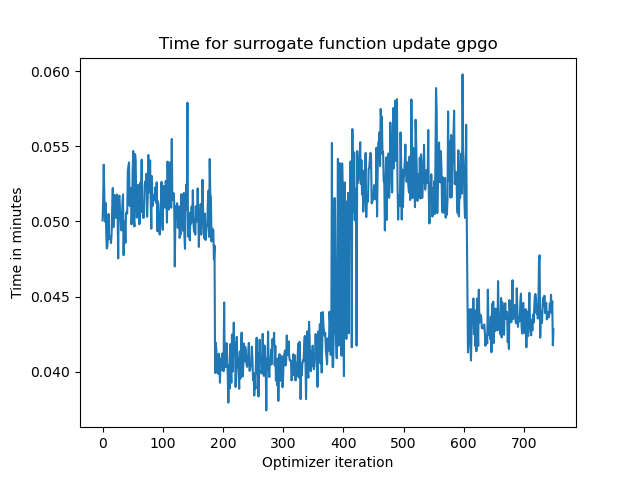 Time for surrogate function update gpgo
0.060
0.055
0.050
0.045
0.040
Time in minutes
0 100 200 300 400 500 600 700
Optimizer iteration